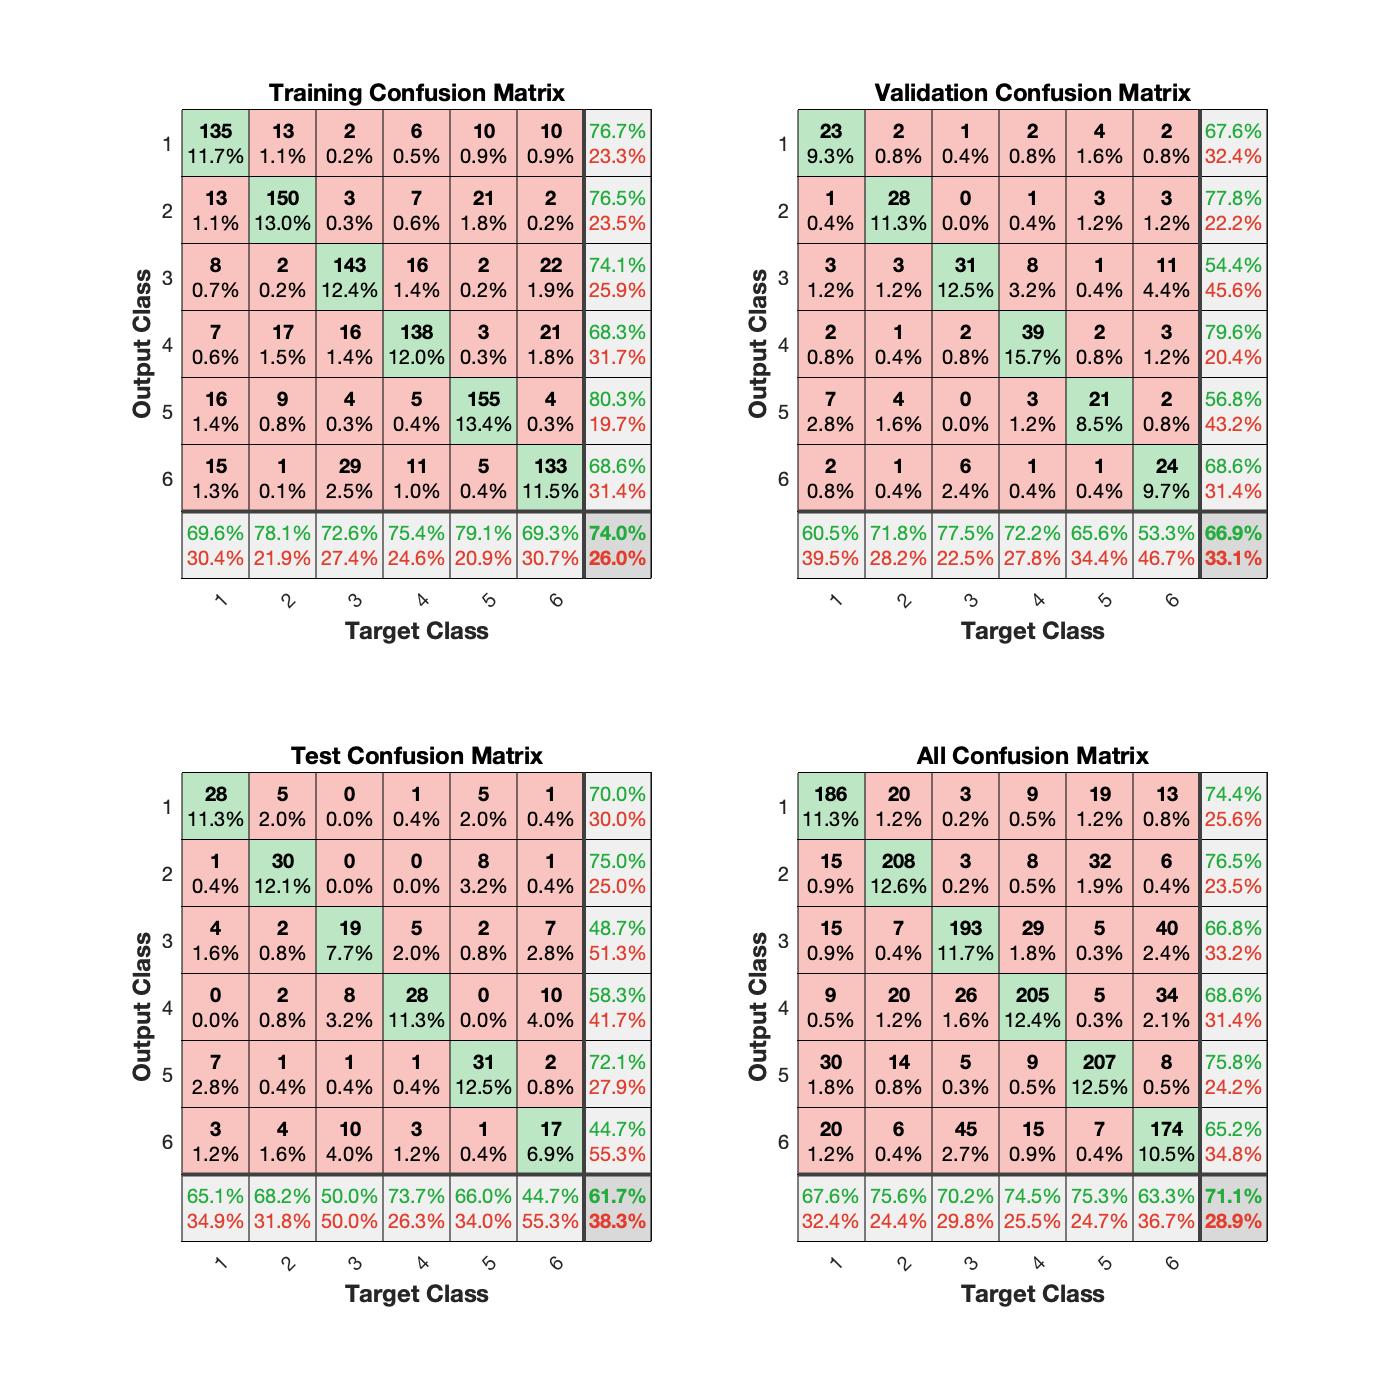 Training Confusion Matrix
Output Class
1
135 13 2 6 10 10 76.7%
11.7% 1.1% 0.2% 0.5% 0.9% 0.9% 23.3%
2
13 150 3 7 21 2 76.5%
1.1% 13.0% 0.3% 0.6% 1.8% 0.2% 23.5%
3
8 2 143 16 2 22 74.1%
0.7% 0.2% 12.4% 1.4% 0.2% 1.9% 25.9%
4
7 17 16 138 3 21 68.3%
0.6% 1.5% 1.4% 12.0% 0.3% 1.8% 31.7%
5
16 9 4 5 155 4 80.3%
1.4% 0.8% 0.3% 0.4% 13.4% 0.3% 19.7%
6
15 1 29 11 5 133 68.6%
1.3% 0.1% 2.5% 1.0% 0.4% 11.5% 31.4%
69.6% 78.1% 72.6% 75.4% 79.1% 69.3% 74.0%
30.4% 21.9% 27.4% 24.6% 20.9% 30.7% 26.0%
1 2 3 4 5 6
Target Class
Validation Confusion Matrix
Output Class
1
23 2 1 2 4 2 67.6%
9.3% 0.8% 0.4% 0.8% 1.6% 0.8% 32.4%
2
1 28 0 1 3 3 77.8%
0.4% 11.3% 0.0% 0.4% 1.2% 1.2% 22.2%
3
3 3 31 8 1 11 54.4%
1.2% 1.2% 12.5% 3.2% 0.4% 4.4% 45.6%
4
2 1 2 39 2 3 79.6%
0.8% 0.4% 0.8% 15.7% 0.8% 1.2% 20.4%
5
7 4 0 3 21 2 56.8%
2.8% 1.6% 0.0% 1.2% 8.5% 0.8% 43.2%
6
2 1 6 1 1 24 68.6%
0.8% 0.4% 2.4% 0.4% 0.4% 9.7% 31.4%
60.5% 71.8% 77.5% 72.2% 65.6% 53.3% 66.9%
39.5% 28.2% 22.5% 27.8% 34.4% 46.7% 33.1%
1 2 3 4 5 6
Target Class
Test Confusion Matrix
Output Class
1
28 5 0 1 5 1 70.0%
11.3% 2.0% 0.0% 0.4% 2.0% 0.4% 30.0%
2
1 30 0 0 8 1 75.0%
0.4% 12.1% 0.0% 0.0% 3.2% 0.4% 25.0%
3
4 2 19 5 2 7 48.7%
1.6% 0.8% 7.7% 2.0% 0.8% 2.8% 51.3%
4
0 2 8 28 0 10 58.3%
0.0% 0.8% 3.2% 11.3% 0.0% 4.0% 41.7%
5
7 1 1 1 31 2 72.1%
2.8% 0.4% 0.4% 0.4% 12.5% 0.8% 27.9%
6
3 4 10 3 1 17 44.7%
1.2% 1.6% 4.0% 1.2% 0.4% 6.9% 55.3%
65.1% 68.2% 50.0% 73.7% 66.0% 44.7% 61.7%
34.9% 31.8% 50.0% 26.3% 34.0% 55.3% 38.3%
1 2 3 4 5 6
Target Class
All Confusion Matrix
Output Class
1
186 20 3 9 19 13 74.4%
11.3% 1.2% 0.2% 0.5% 1.2% 0.8% 25.6%
2
15 208 3 8 32 6 76.5%
0.9% 12.6% 0.2% 0.5% 1.9% 0.4% 23.5%
3
15 7 193 29 5 40 66.8%
0.9% 0.4% 11.7% 1.8% 0.3% 2.4% 33.2%
4
9 20 26 205 5 34 68.6%
0.5% 1.2% 1.6% 12.4% 0.3% 2.1% 31.4%
5
30 14 5 9 207 8 75.8%
1.8% 0.8% 0.3% 0.5% 12.5% 0.5% 24.2%
6
20 6 45 15 7 174 65.2%
1.2% 0.4% 2.7% 0.9% 0.4% 10.5% 34.8%
67.6% 75.6% 70.2% 74.5% 75.3% 63.3% 71.1%
32.4% 24.4% 29.8% 25.5% 24.7% 36.7% 28.9%
1 2 3 4 5 6
Target Class